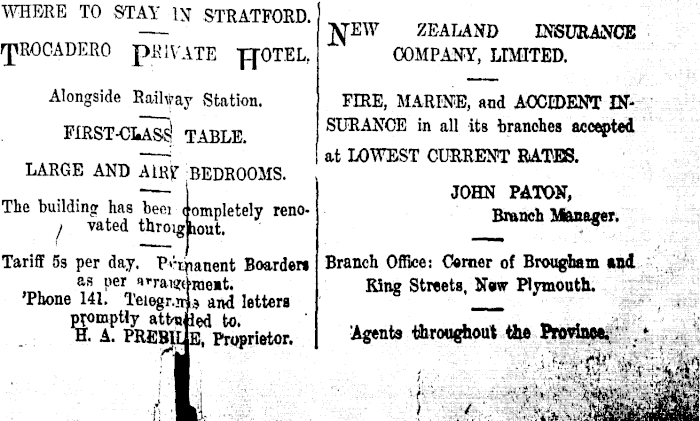 WHERE TO STAY IN STRATFORD.
TROCADERO PRIVATE HOTEL,
Alongside Railway Station.
FIRST-CLASS TABLE.
LARGE AND AIRY BEDROOMS.
The building has been completely reno-
vated throughout.
Tariff 5s per day. Permanent Boarders
as per arrangement.
'Phone 141. Telegrams and letters
promptly attended to.
H. A. PREBILE, Proprietor.
NEW ZEALAND INSURANCE
COMPANY, LIMITED.
FIRE, MARINE, and ACCIDENT IN-
SURANCE in all its branches accepted
at LOWEST CURRENT RATES.
JOHN PATON,
Branch Manager.
Branch Office: Corner of Brougham and
King Streets, New Plymouth.
Agents throughout the Province.